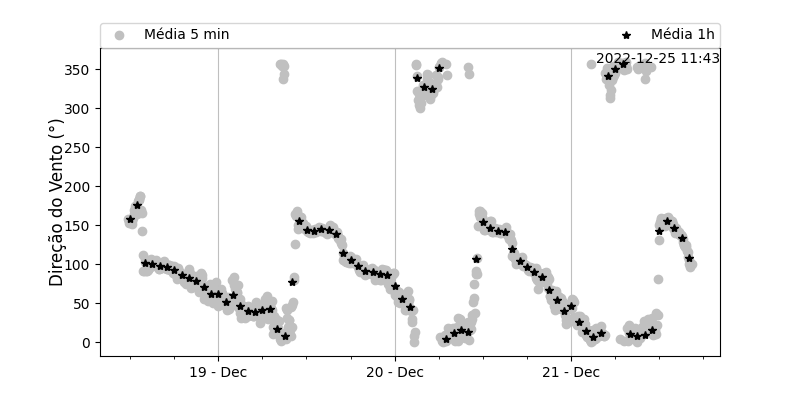 Média 5 min
Média 1h
2022-12-25 11:43
Direção do Vento (°)
350
300
250
200
150
100
50
0
19 - Dec
20 - Dec
21 - Dec